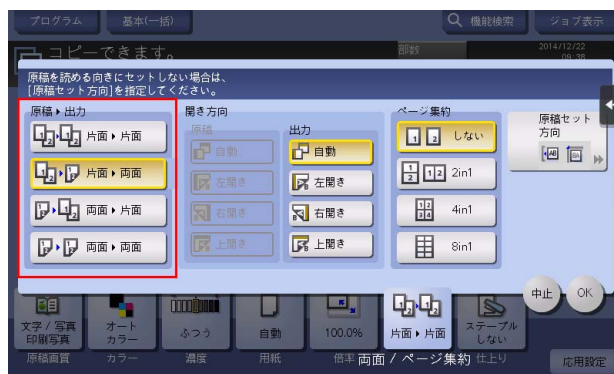 プログラム
基本(一括)
機能検索
ジョブ表示
コピーできます。
部数
2014/12/22
09:38
原稿を読める向きにセットしない場合は、
[原稿セット方向]を指定してください。
原稿▶出力
片面▶片面
片面▶両面
両面▶片面
両面▶両面
開き方向
原稿
自動
左開き
右開き
上開き
出力
自動
左開き
右開き
上開き
ページ集約
しない
2in1
4in1
8in1
原稿セット
方向
中止
OK
文字/写真
印刷写真
原稿画質
オート
カラー
カラー
ふつう
濃度
自動
用紙
100.0%
倍率
片面▶片面
両面/ページ集約
ステープル
しない
仕上り
応用設定